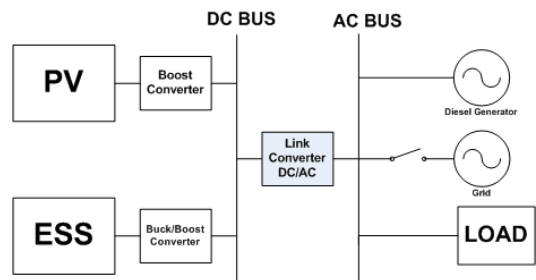 DC BUS
AC BUS
PV
Boost
Converter
Diesel Generator
Link
Converter
DC/AC
Grid
ESS
Buck/Boost
Converter
LOAD